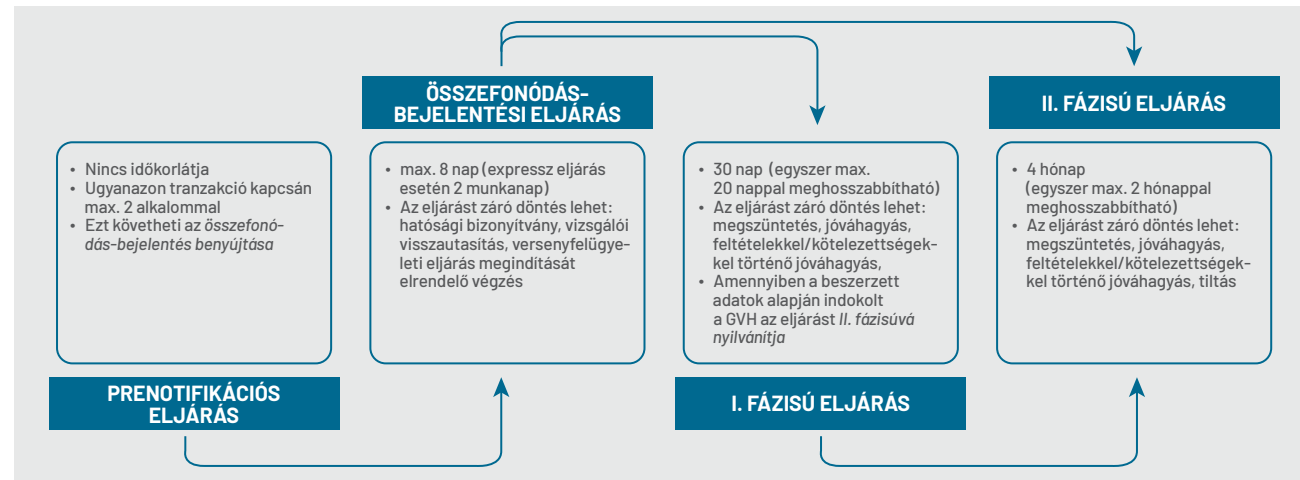 PRENOTIFIKÁCIÓS
ELJÁRÁS
• Nincs időkorlátja
• Ugyanazon tranzakció kapcsán
max. 2 alkalommal
• Ezt követheti az összefonó-
dás-bejelentés benyújtása
ÖSSZEFONÓDÁS-
BEJELENTÉSI ELJÁRÁS
• max. 8 nap (expressz eljárás
esetén 2 munkanap)
• Az eljárást záró döntés lehet:
hatósági bizonyítvány, vizsgálói
visszautasítás, versenyfelügye-
leti eljárás megindítását
elrendelő végzés
• 30 nap (egyszer max.
20 nappal meghosszabbítható)
• Az eljárást záró döntés lehet:
megszüntetés, jóváhagyás,
feltételekkel/kötelezettségek-
kel történő jóváhagyás,
• Amennyiben a beszerzett
adatok alapján indokolt
a GVH az eljárást II. fázisúvá
nyilvánítja
I. FÁZISÚ ELJÁRÁS
II. FÁZISÚ ELJÁRÁS
• 4 hónap
(egyszer max. 2 hónappal
meghosszabbítható)
• Az eljárást záró döntés lehet:
megszüntetés, jóváhagyás,
feltételekkel/kötelezettségek-
kel történő jóváhagyás, tiltás